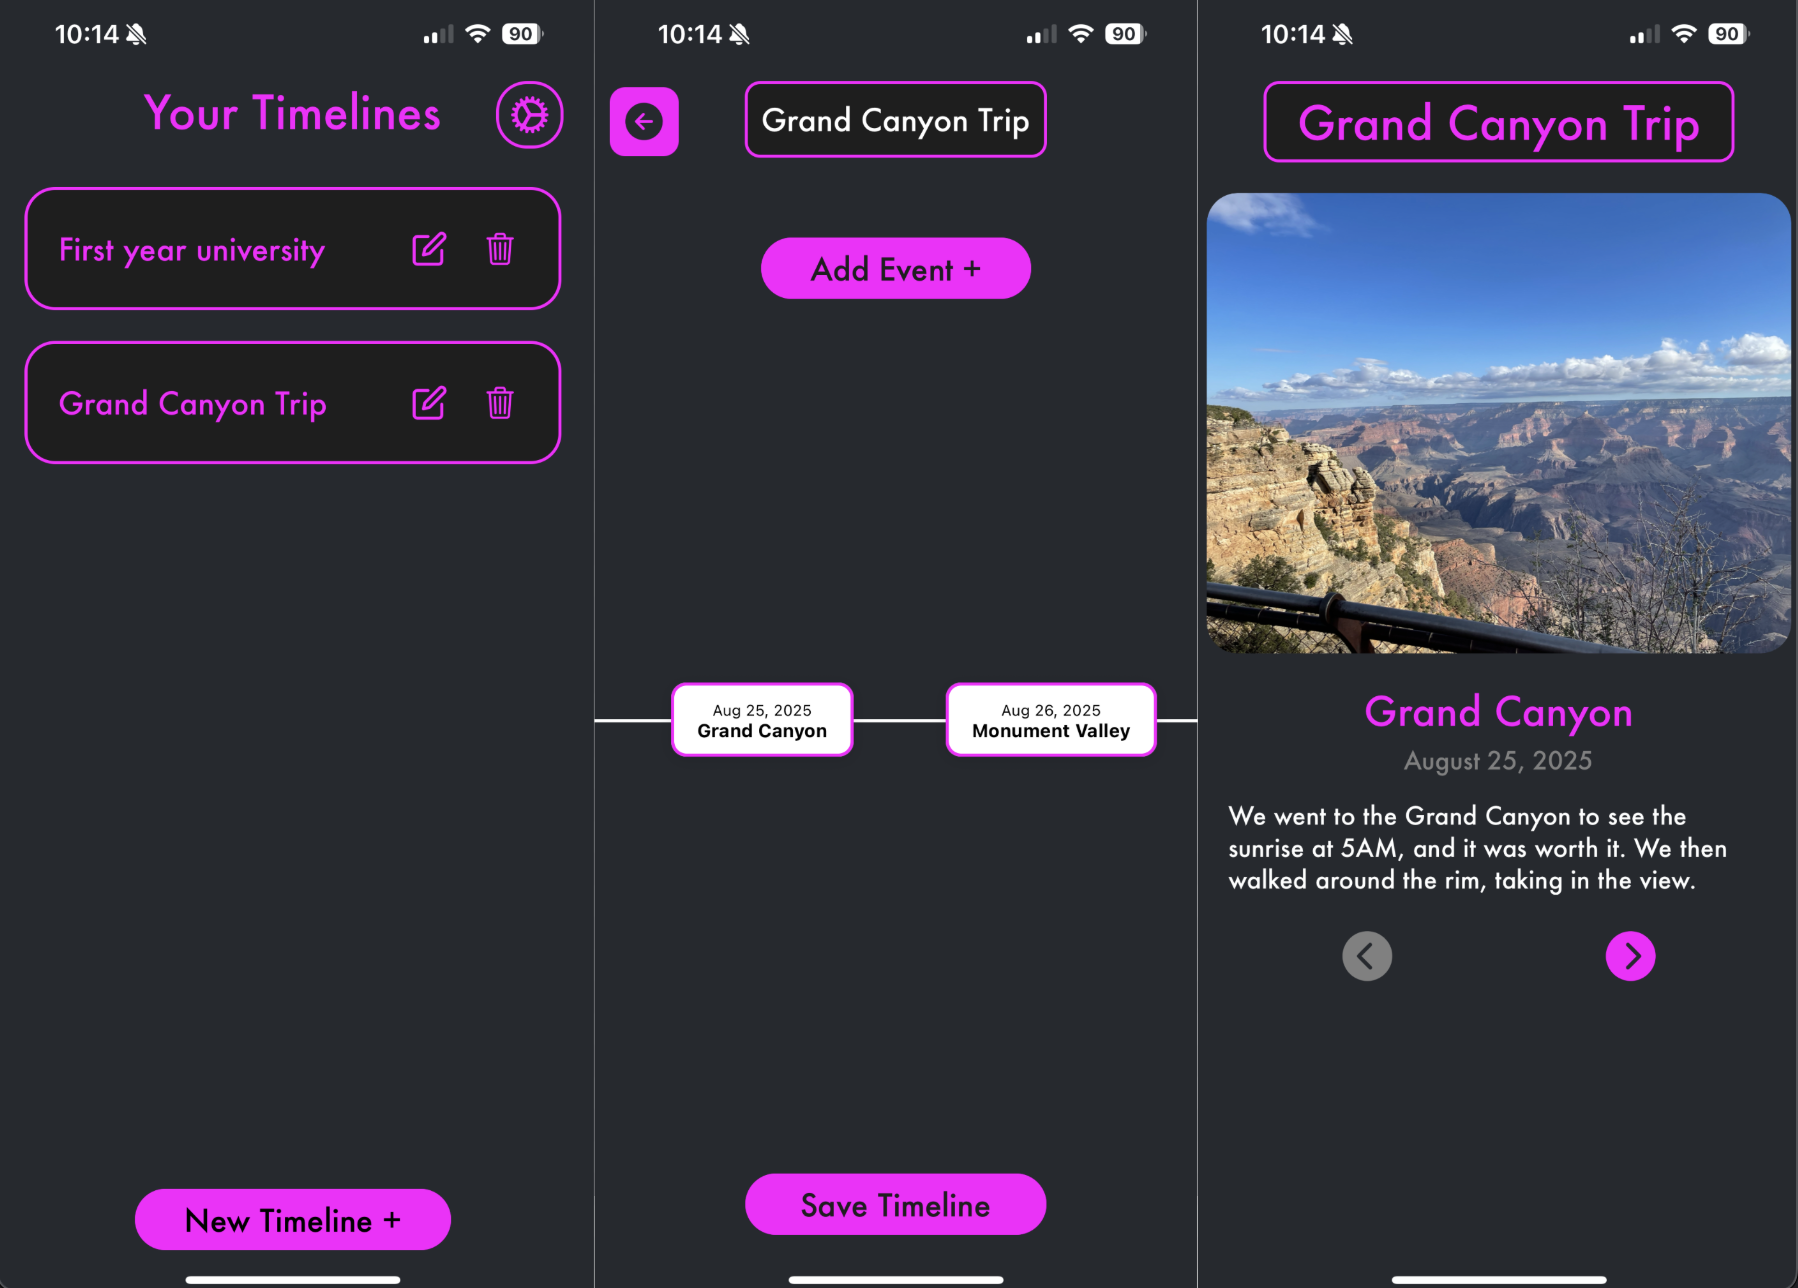 10:14
90
Your Timelines
First year university
Grand Canyon Trip
New Timeline +
10:14
90
Grand Canyon Trip
Add Event +
Aug 25, 2025
Grand Canyon
Aug 26, 2025
Monument Valley
Save Timeline
10:14
90
Grand Canyon Trip
Grand Canyon
August 25, 2025
We went to the Grand Canyon to see the
sunrise at 5AM, and it was worth it. We then
walked around the rim, taking in the view.